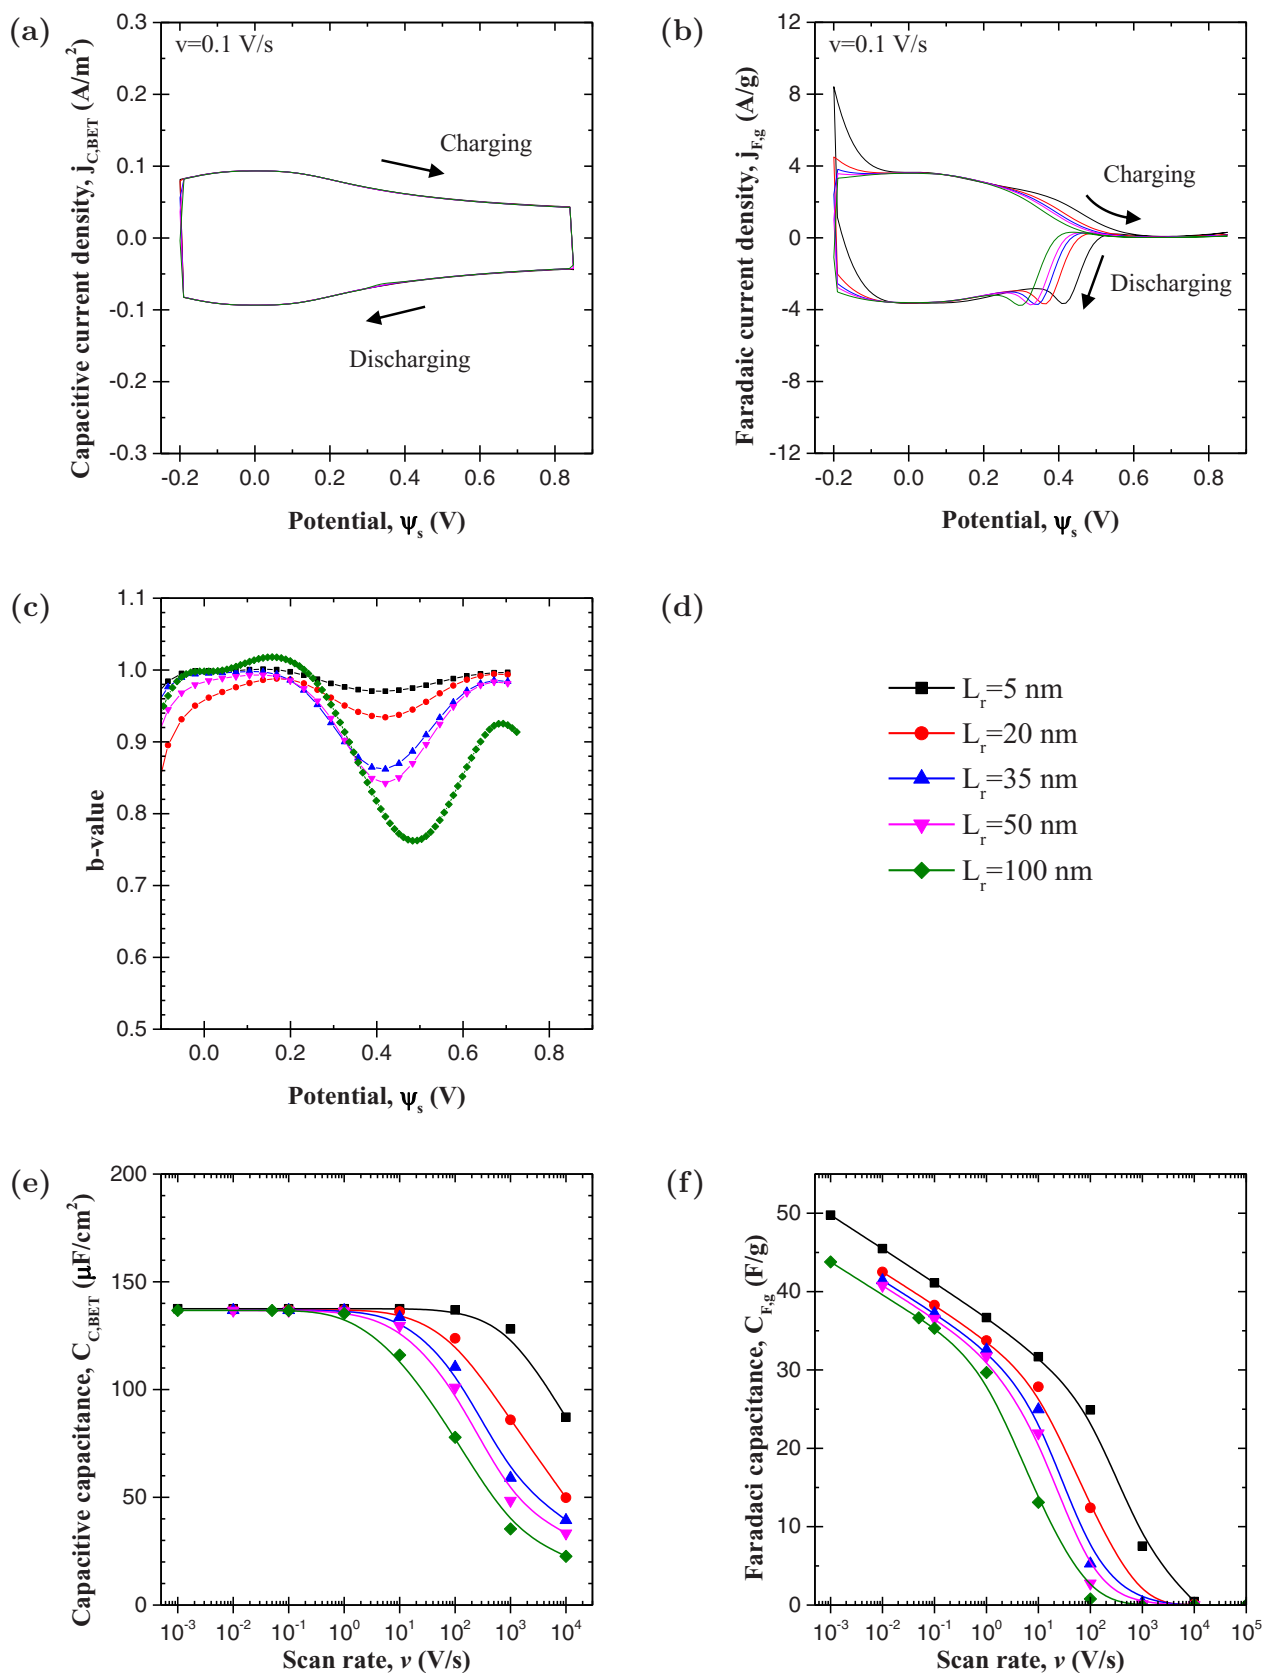 (a)
v=0.1 V/s
Charging
Discharging
0.3
0.2
0.1
0.0
-0.1
-0.2
-0.3
-0.2 0.0 0.2 0.4 0.6 0.8
Capacitive current density, j_C,BET (A/m²)
Potential, ψ_s (V)
(b)
v=0.1 V/s
Charging
Discharging
12
8
4
0
-4
-8
-12
-0.2 0.0 0.2 0.4 0.6 0.8
Faradaic current density, j_F,g (A/g)
Potential, ψ_s (V)
(c)
1.1
1.0
0.9
0.8
0.7
0.6
0.5
0.0 0.2 0.4 0.6 0.8
b-value
Potential, ψ_s (V)
(d)
L_r=5 nm
L_r=20 nm
L_r=35 nm
L_r=50 nm
L_r=100 nm
(e)
200
150
100
50
0
10⁻³ 10⁻² 10⁻¹ 10⁰ 10¹ 10² 10³ 10⁴
Capacitive capacitance, C_C,BET (μF/cm²)
Scan rate, v (V/s)
(f)
50
40
30
20
10
0
10⁻³ 10⁻² 10⁻¹ 10⁰ 10¹ 10² 10³ 10⁴ 10⁵
Faradaci capacitance, C_F,g (F/g)
Scan rate, v (V/s)